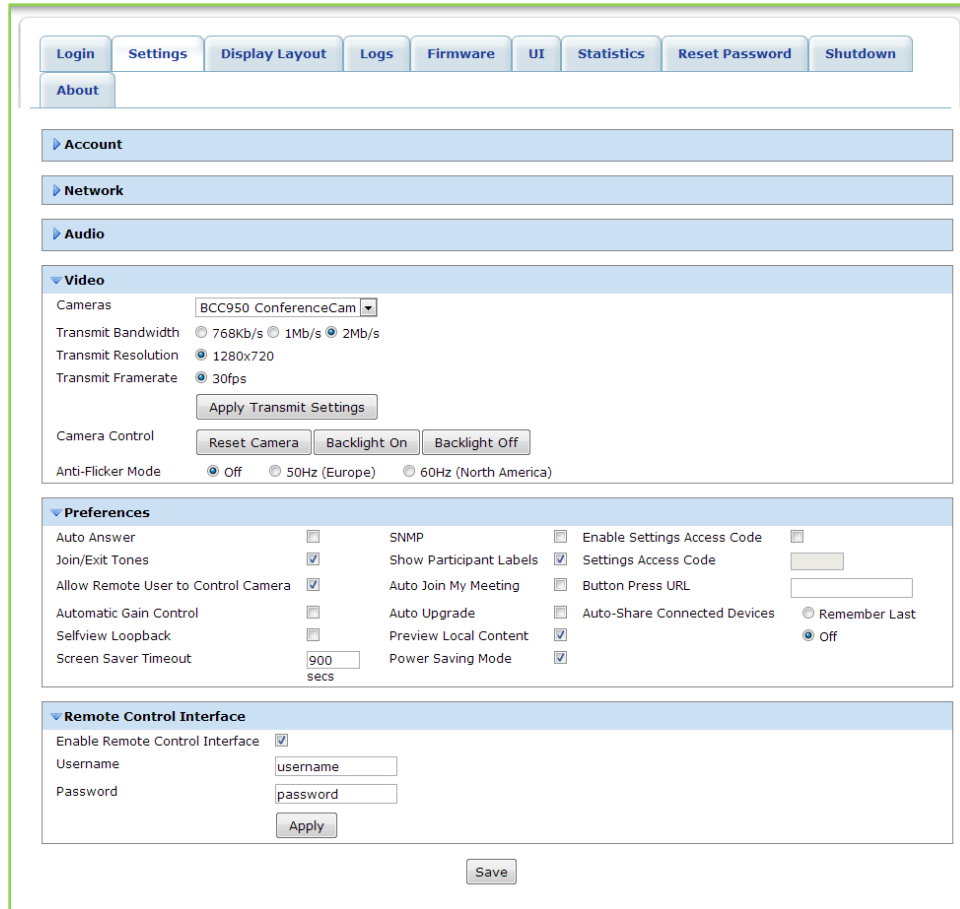 Login Settings Display Layout Logs Firmware UI Statistics Reset Password Shutdown
About
Account
Network
Audio
Video
Cameras BCC950 ConferenceCam
Transmit Bandwidth 768Kb/s 1Mb/s 2Mb/s
Transmit Resolution 1280x720
Transmit Framerate 30fps
Apply Transmit Settings
Camera Control Reset Camera Backlight On Backlight Off
Anti-Flicker Mode Off 50Hz (Europe) 60Hz (North America)
Preferences
Auto Answer SNMP Enable Settings Access Code
Join/Exit Tones Show Participant Labels Settings Access Code
Allow Remote User to Control Camera Auto Join My Meeting Button Press URL
Automatic Gain Control Auto Upgrade Auto-Share Connected Devices Remember Last
Selfview Loopback Preview Local Content Off
Screen Saver Timeout 900 Power Saving Mode
secs
Remote Control Interface
Enable Remote Control Interface
Username username
Password password
Apply
Save